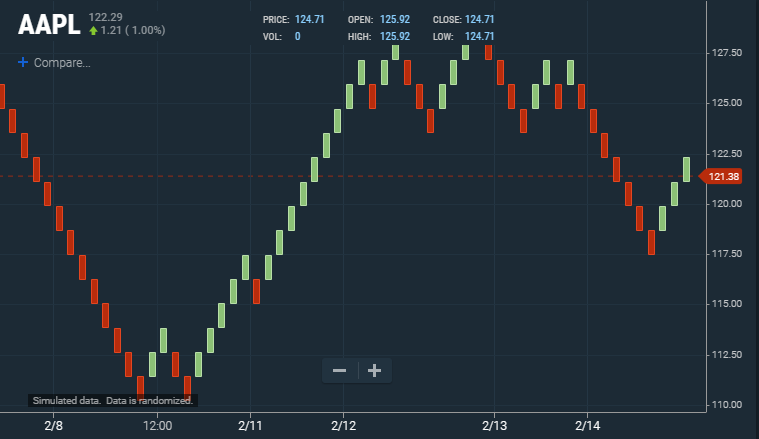 AAPL
122.29
1.21 ( 1.00%)
PRICE: 124.71 OPEN: 125.92 CLOSE: 124.71
VOL: 0 HIGH: 125.92 LOW: 124.71
+ Compare...
127.50
125.00
122.50
121.38
120.00
117.50
115.00
112.50
110.00
Simulated data. Data is randomized.
2/8 12:00 2/11 2/12 2/13 2/14